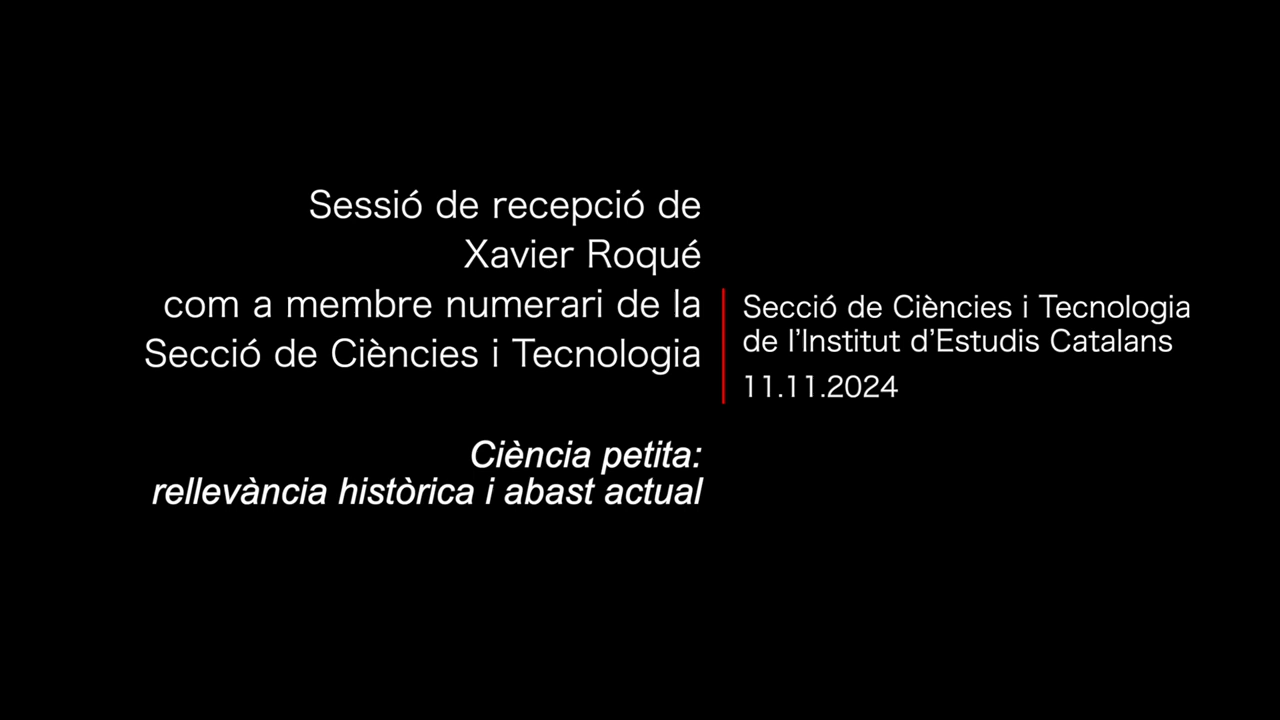 Sessió de recepció de
Xavier Roqué
com a membre numerari de la
Secció de Ciències i Tecnologia
Ciència petita:
rellevància històrica i abast actual
Secció de Ciències i Tecnologia
de l’Institut d’Estudis Catalans
11.11.2024